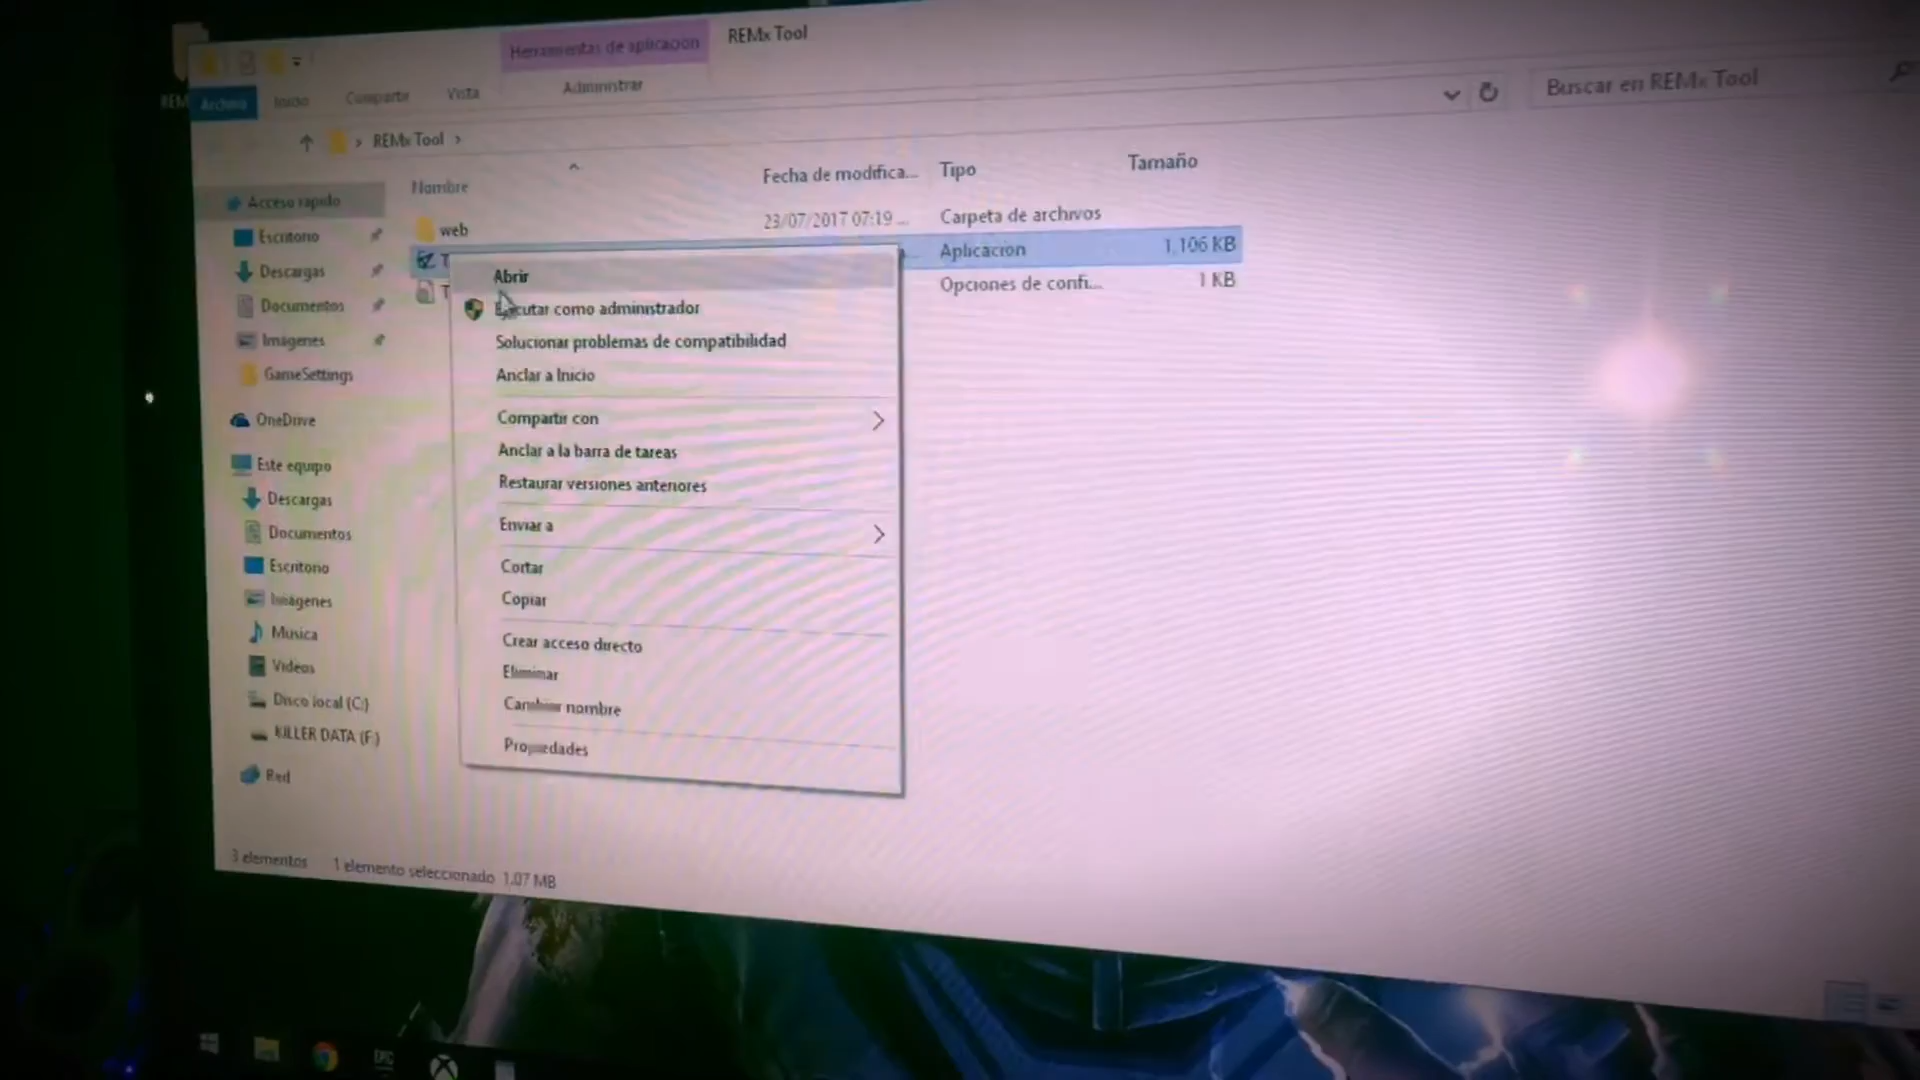 Herramientas de aplicación
REMx Tool
REM
Archivo
Inicio
Compartir
Vista
Administrar
REMx Tool
Buscar en REMx Tool
Nombre
Fecha de modifica...
Tipo
Tamaño
web
23/07/2017 07:19 ...
Carpeta de archivos
T
Aplicación
1,106 KB
T
Opciones de confi...
1 KB
Acceso rápido
Escritorio
Descargas
Documentos
Imágenes
GameSettings
OneDrive
Este equipo
Descargas
Documentos
Escritorio
Imágenes
Música
Vídeos
Disco local (C:)
KILLER DATA (F:)
Red
Abrir
Ejecutar como administrador
Solucionar problemas de compatibilidad
Anclar a Inicio
Compartir con
Anclar a la barra de tareas
Restaurar versiones anteriores
Enviar a
Cortar
Copiar
Crear acceso directo
Eliminar
Cambiar nombre
Propiedades
3 elementos
1 elemento seleccionado 1,07 MB
EPIC